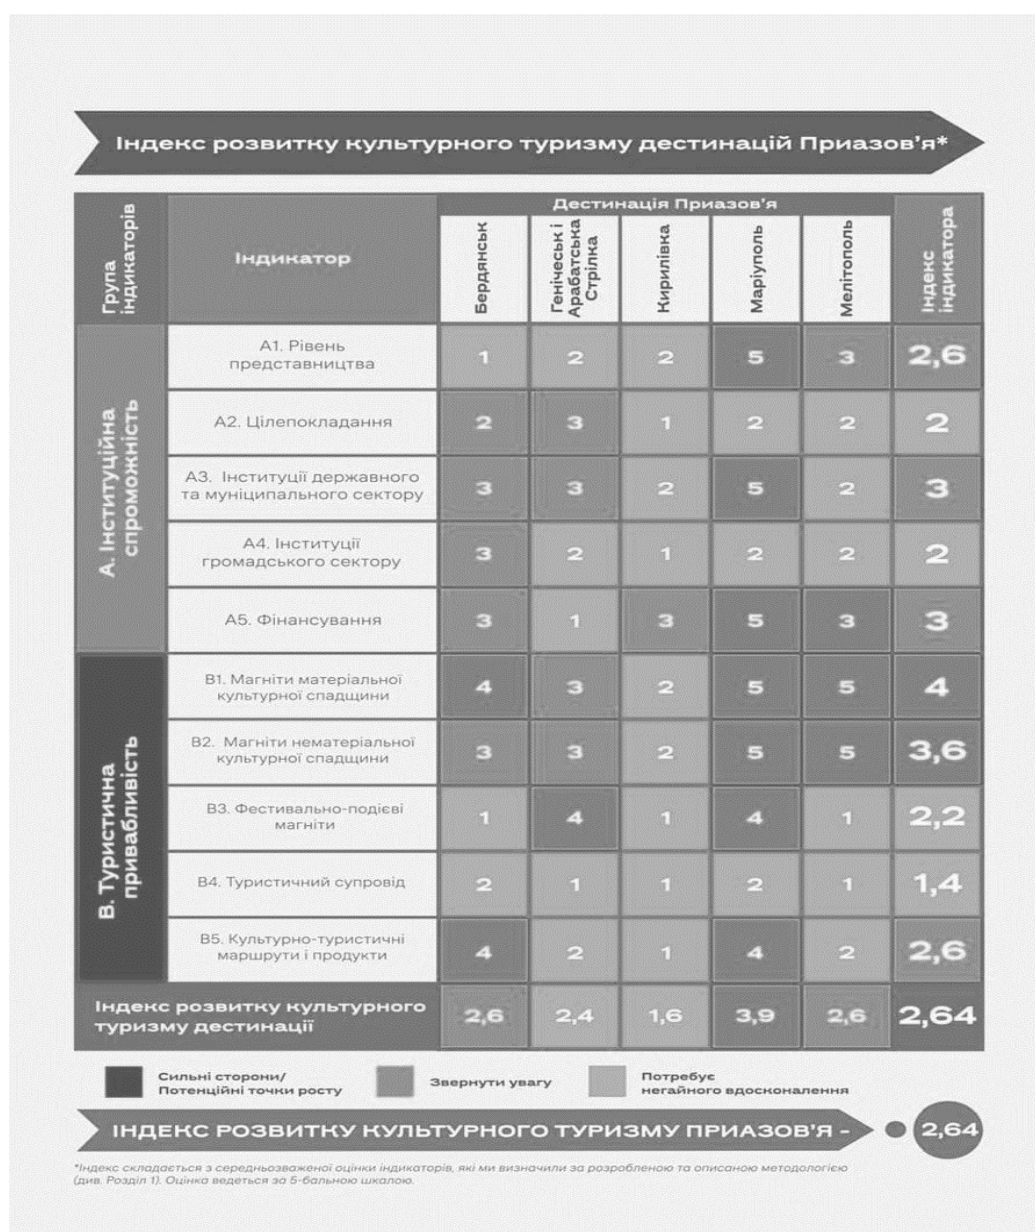 Індекс розвитку культурного туризму дестинацій Приазов'я*
Група
індикаторів
Індикатор
Дестинація Приазов'я
Бердянськ
Генічеськ і
Арабатська
Стрілка
Кирилівка
Маріуполь
Мелітополь
Індекс
індикатора
А. Інституційна
спроможність
А1. Рівень
представництва
1 2 2 5 3 2,6
А2. Цілепокладання
2 3 1 2 2 2
А3. Інституції державного
та муніципального сектору
3 3 2 5 2 3
А4. Інституції
громадського сектору
3 2 1 2 2 2
А5. Фінансування
3 1 3 5 3 3
В. Туристична
привабливість
В1. Магніти матеріальної
культурної спадщини
4 3 2 5 5 4
В2. Магніти нематеріальної
культурної спадщини
3 3 2 5 5 3,6
В3. Фестивально-подієві
магніти
1 4 1 4 1 2,2
В4. Туристичний супровід
2 1 1 2 1 1,4
В5. Культурно-туристичні
маршрути і продукти
4 2 1 4 2 2,6
Індекс розвитку культурного
туризму дестинації
2,6 2,4 1,6 3,9 2,6 2,64
Сильні сторони/
Потенційні точки росту
Звернути увагу
Потребує
негайного вдосконалення
ІНДЕКС РОЗВИТКУ КУЛЬТУРНОГО ТУРИЗМУ ПРИАЗОВ'Я - 2,64
*Індекс складається з середньозваженої оцінки індикаторів, які ми визначили за розробленою та описаною методологією
(див. Розділ 1). Оцінка ведеться за 5-бальною шкалою.